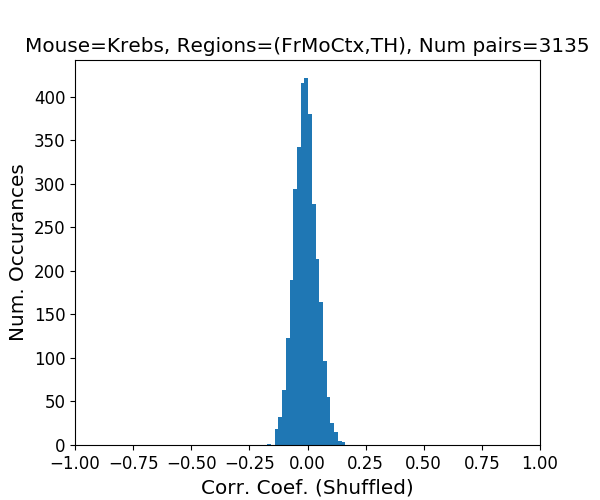 Mouse=Krebs, Regions=(FrMoCtx,TH), Num pairs=3135
Num. Occurances
400
350
300
250
200
150
100
50
0
−1.00 −0.75 −0.50 −0.25 0.00 0.25 0.50 0.75 1.00
Corr. Coef. (Shuffled)